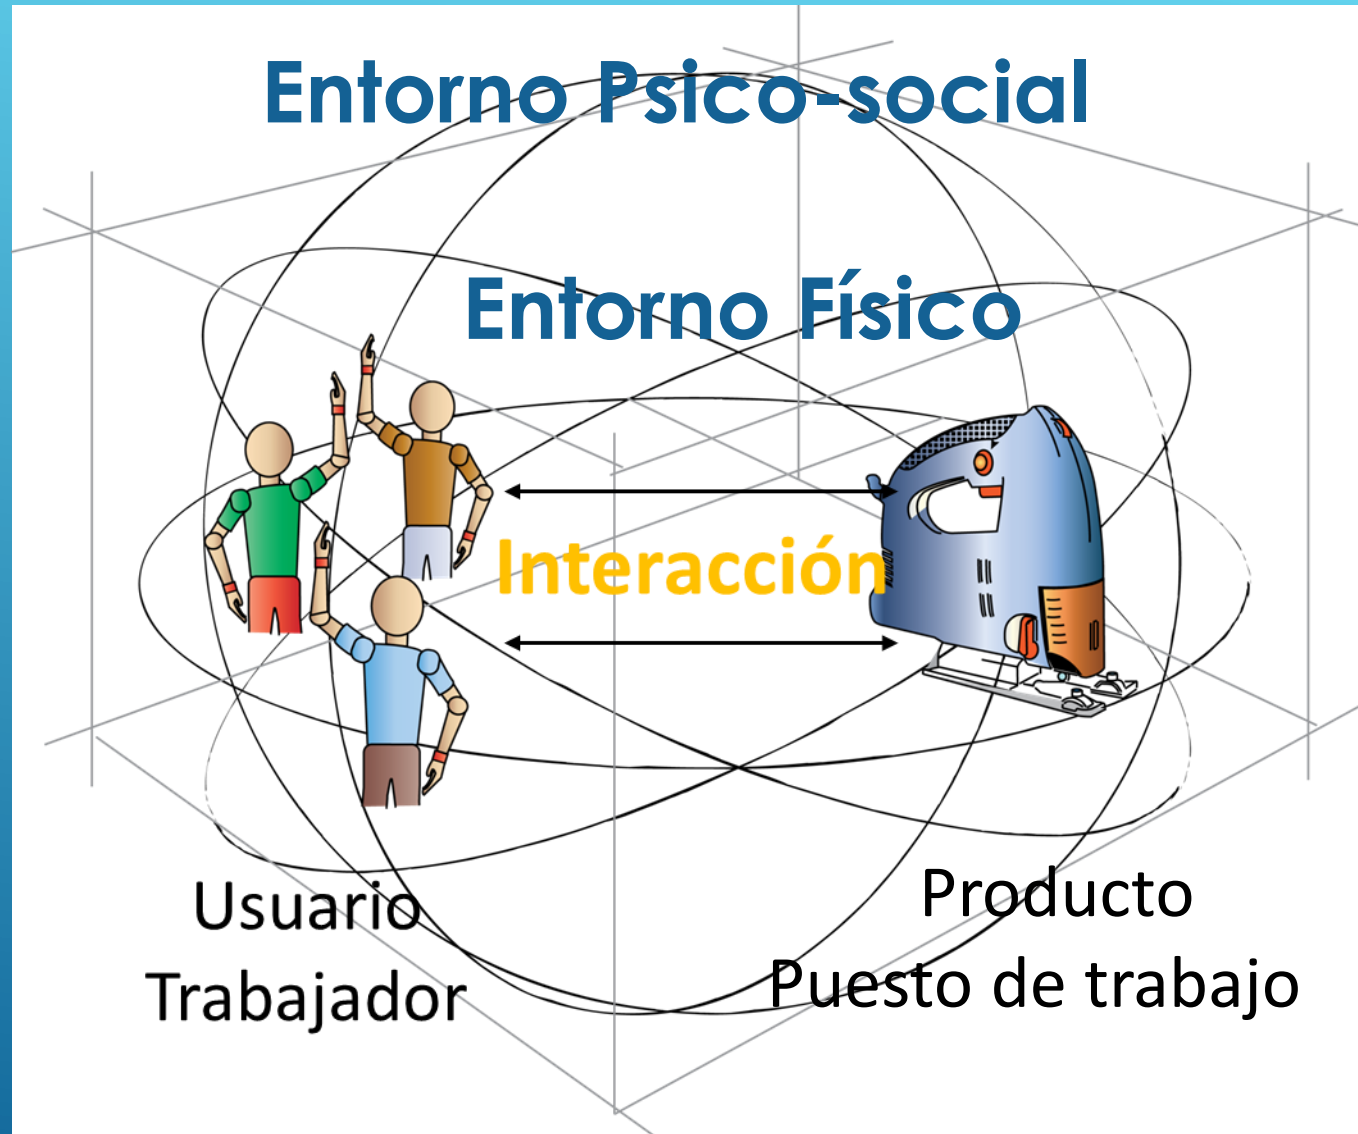 Entorno Psico-social
Entorno Físico
Interacción
Usuario
Trabajador
Producto
Puesto de trabajo